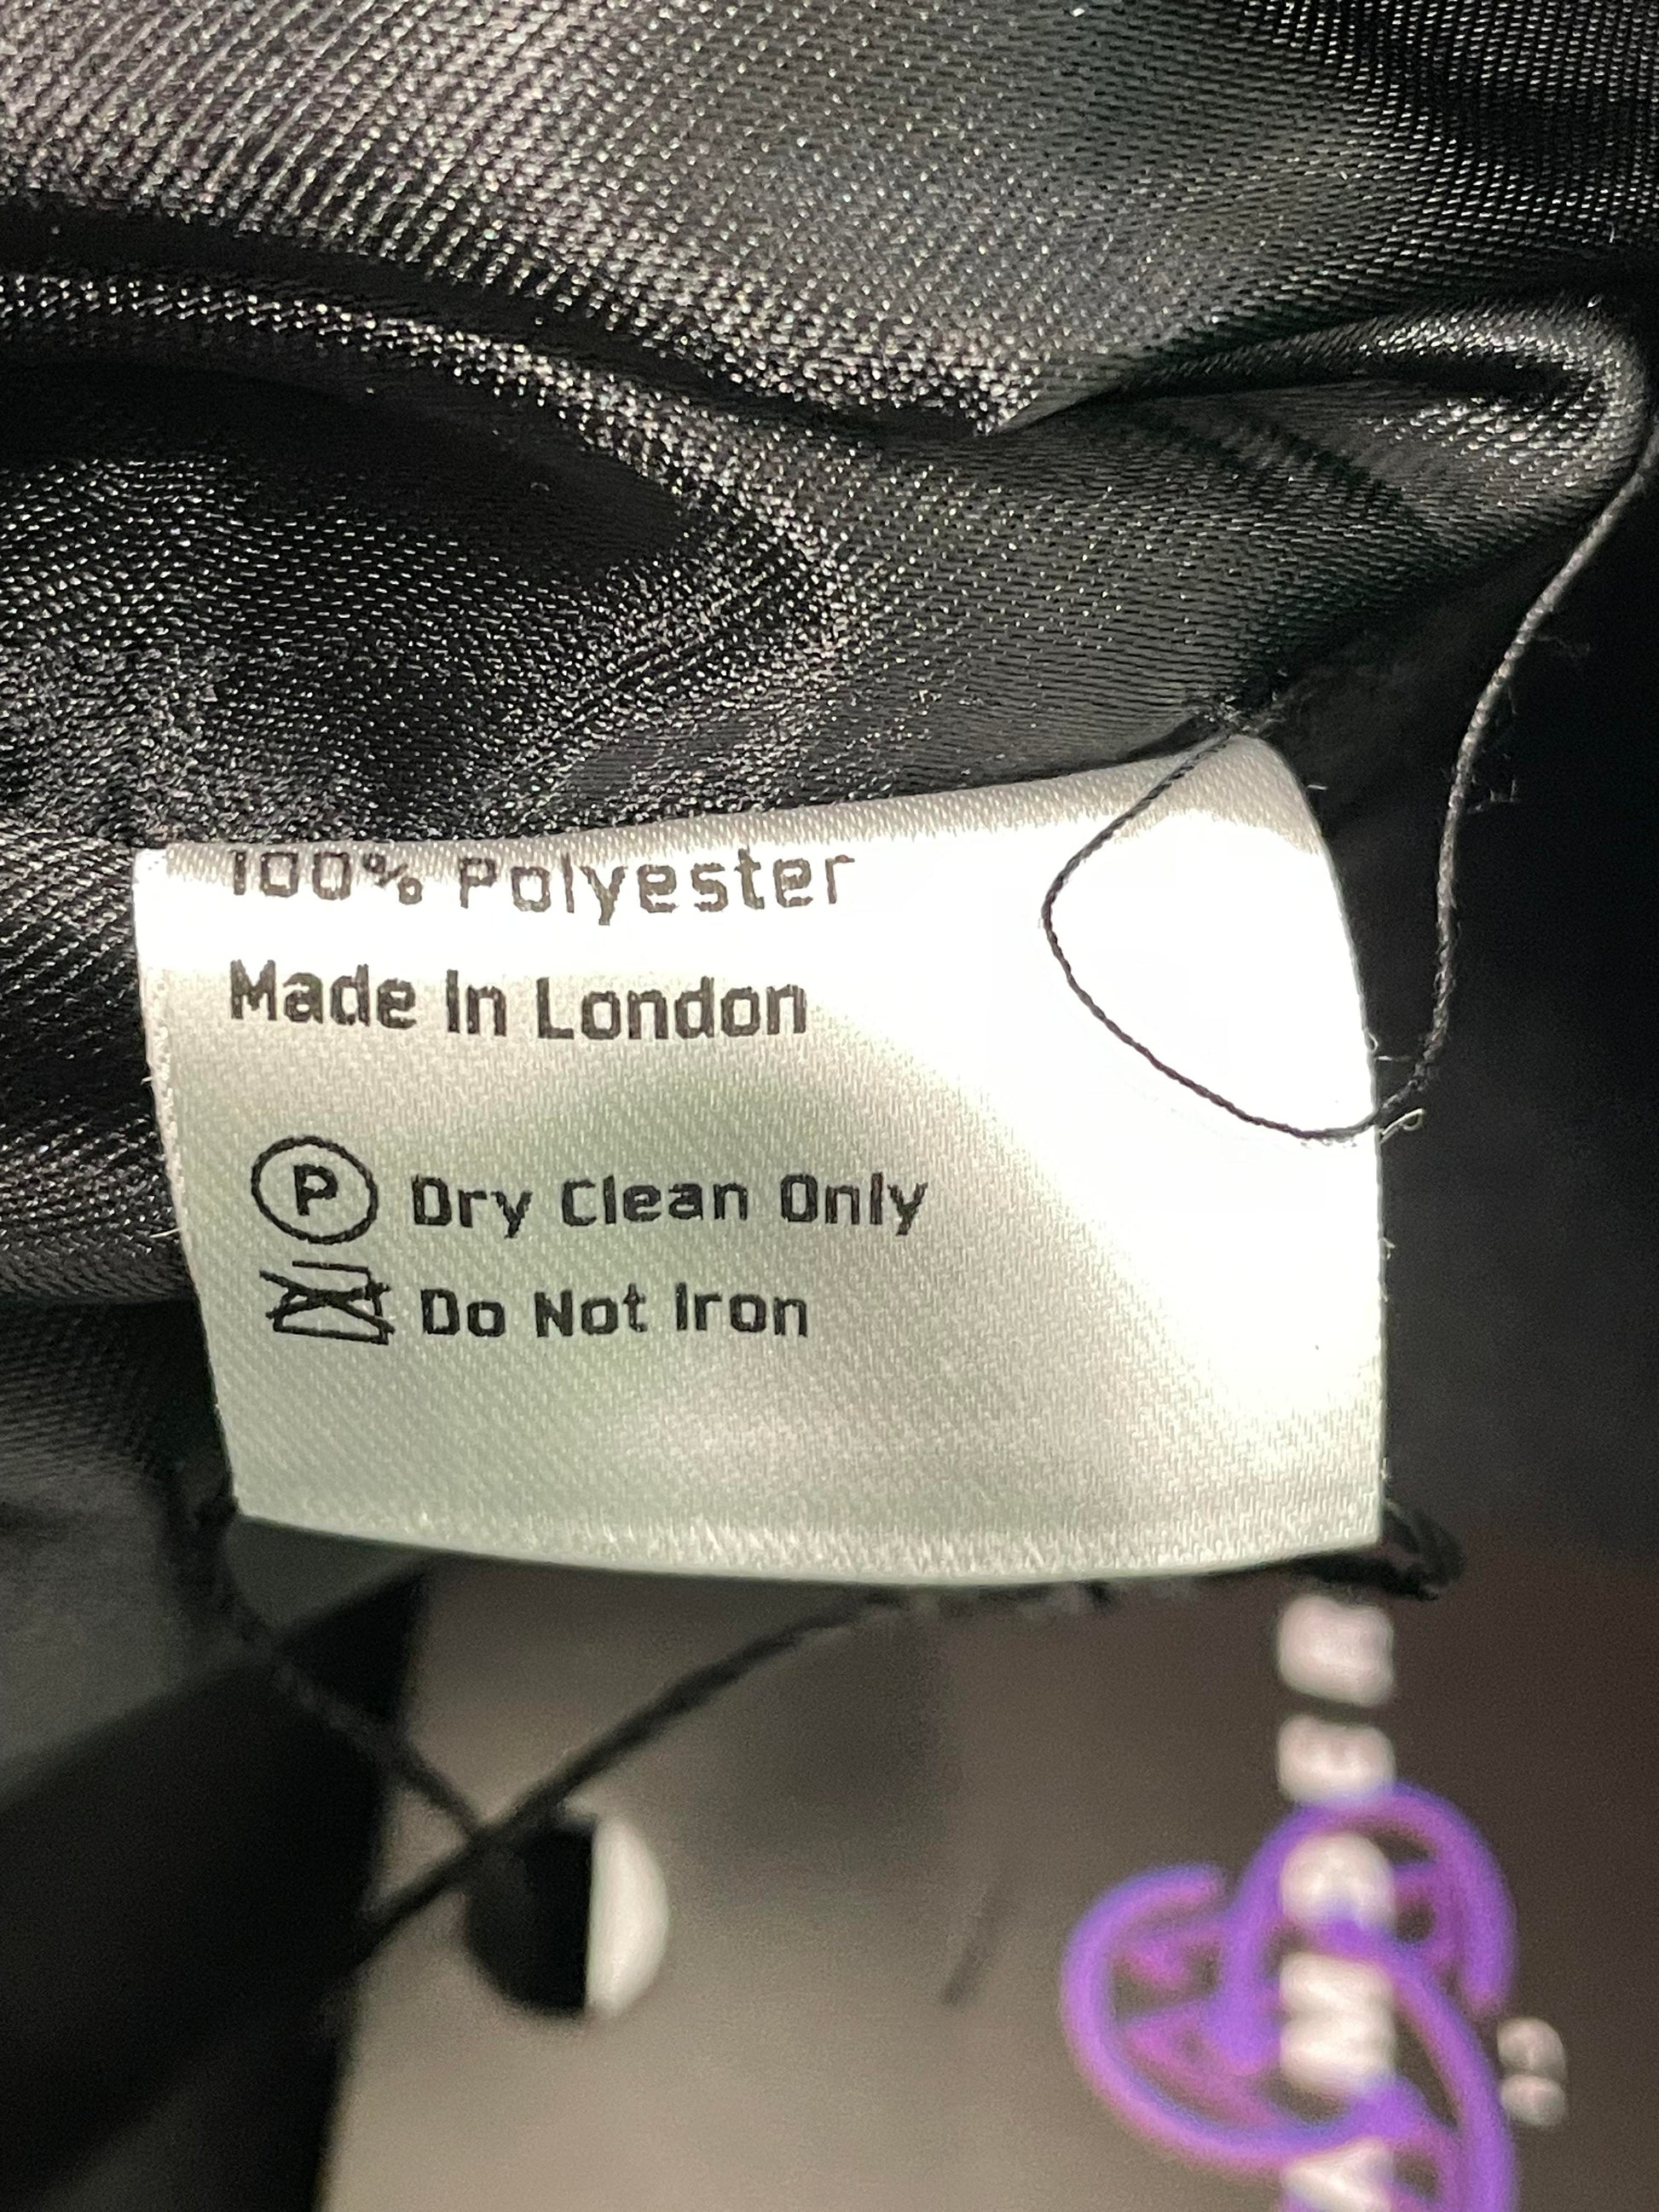 100% Polyester
Made In London
P Dry Clean Only
Do Not Iron